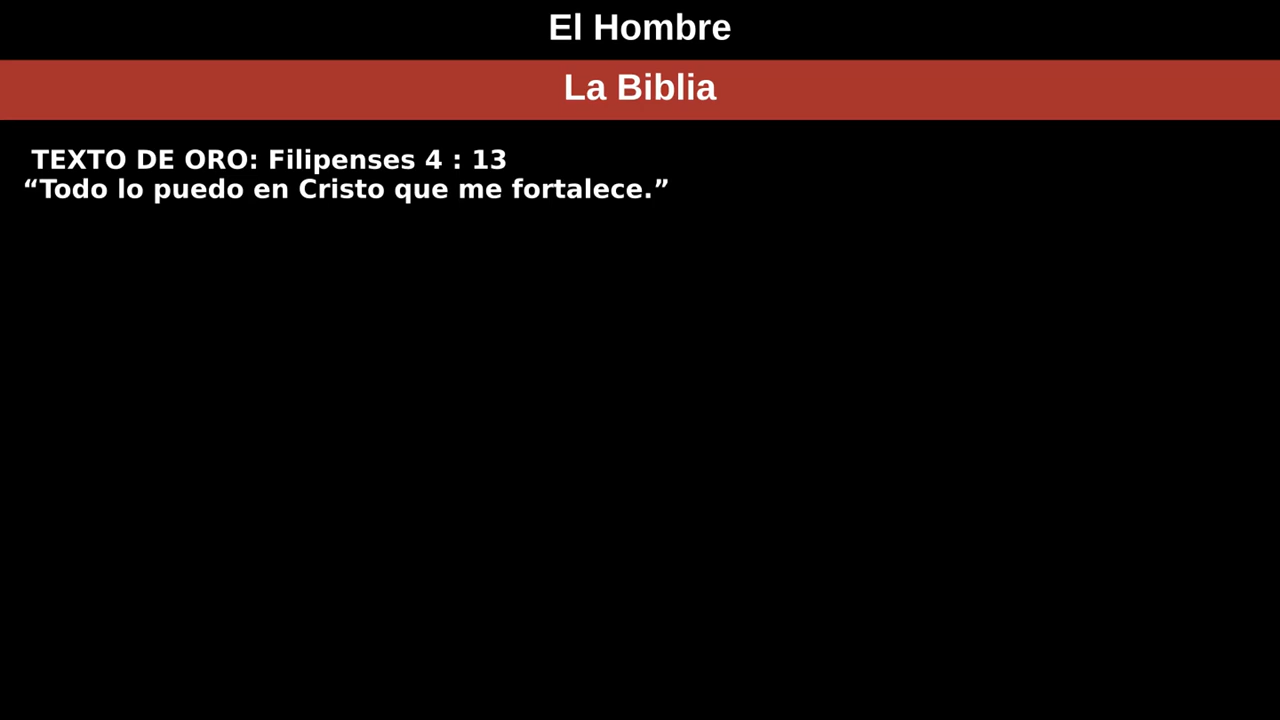 El Hombre
La Biblia
TEXTO DE ORO: Filipenses 4 : 13
“Todo lo puedo en Cristo que me fortalece.”